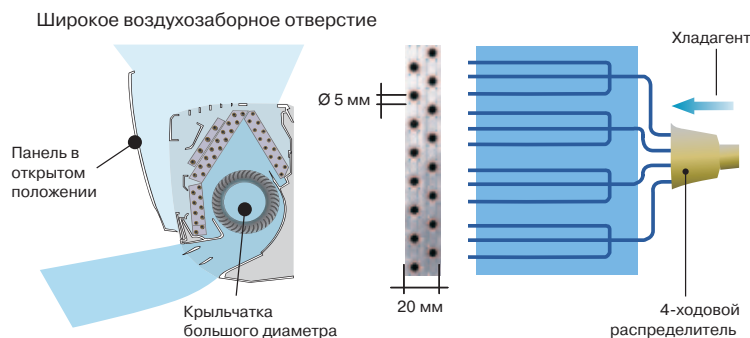 Широкое воздухозаборное отверстие
Хладагент
Ø 5 мм
Панель в
открытом
положении
20 мм
Крыльчатка
большого диаметра
4-ходовой
распределитель